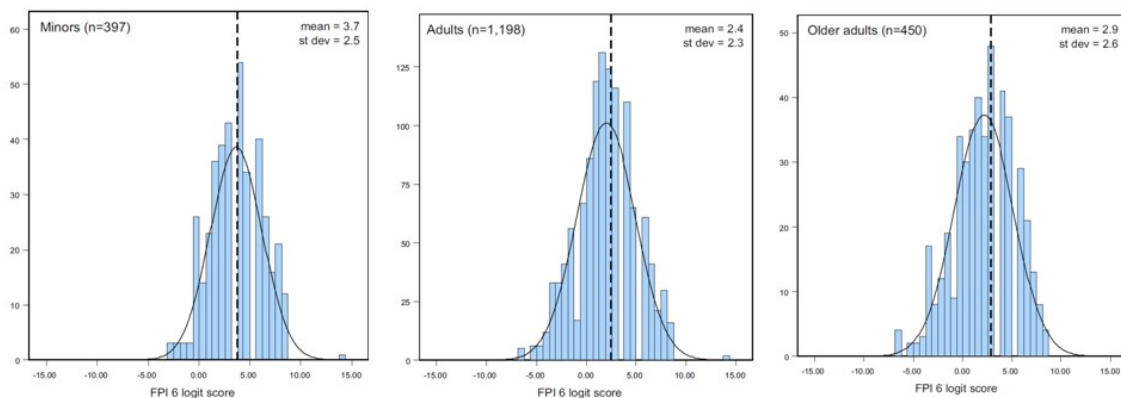 Minors (n=397)
mean = 3.7
st dev = 2.5
60
50
40
30
20
10
0
-15.00 -10.00 -5.00 0.00 5.00 10.00 15.00
FPI 6 logit score
Adults (n=1,198)
mean = 2.4
st dev = 2.3
125
100
75
50
25
0
-15.00 -10.00 -5.00 0.00 5.00 10.00 15.00
FPI 6 logit score
Older adults (n=450)
mean = 2.9
st dev = 2.6
50
40
30
20
10
0
-15.00 -10.00 -5.00 0.00 5.00 10.00 15.00
FPI 6 logit score